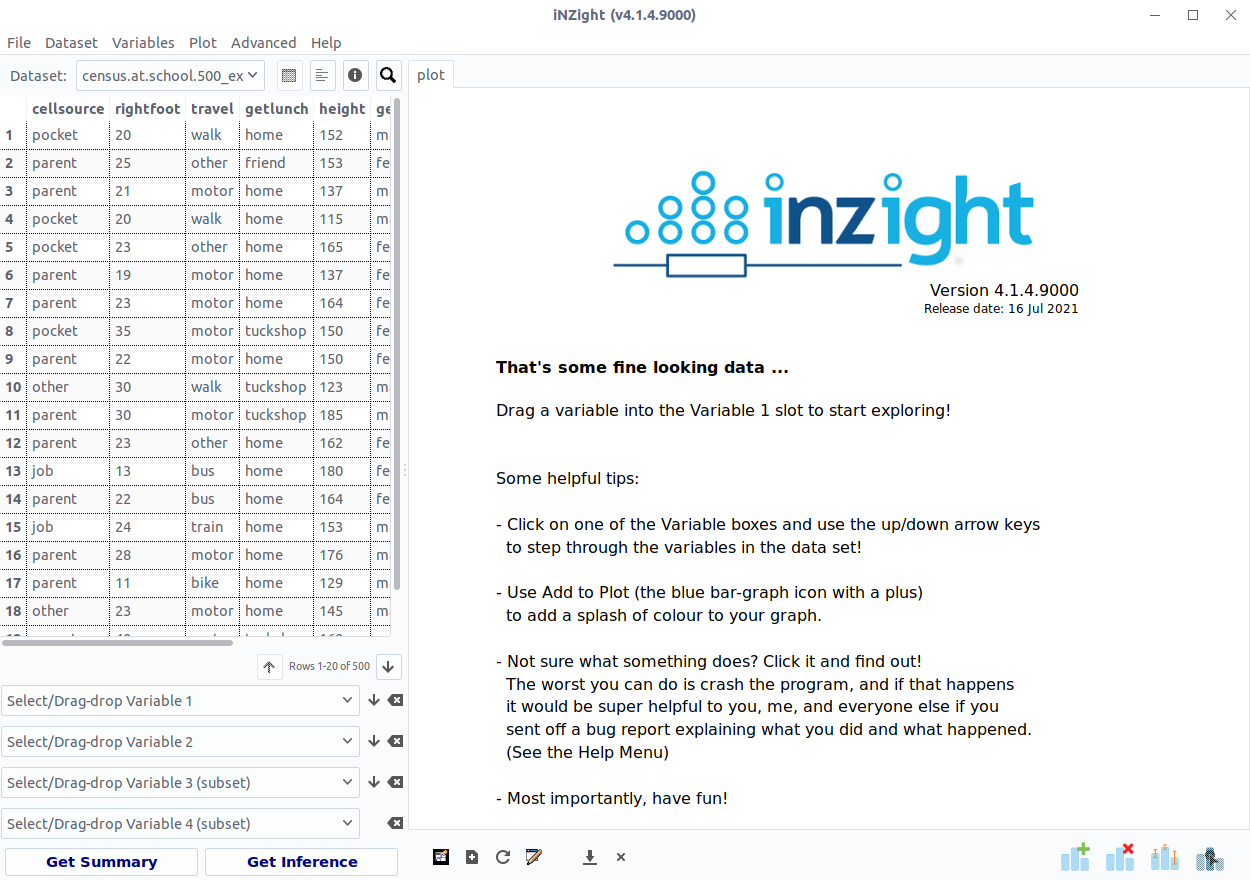 iNZight (v4.1.4.9000)
File Dataset Variables Plot Advanced Help
Dataset: census.at.school.500_ex
plot
cellsource rightfoot travel getlunch height ge
1 pocket 20 walk home 152 m
2 parent 25 other friend 153 fe
3 parent 21 motor home 137 m
4 pocket 20 walk home 115 m
5 pocket 23 other home 165 fe
6 parent 19 motor home 137 fe
7 parent 23 motor home 164 fe
8 pocket 35 motor tuckshop 150 fe
9 parent 22 motor home 150 fe
10 other 30 walk tuckshop 123 m
11 parent 30 motor tuckshop 185 m
12 parent 23 other home 162 fe
13 job 13 bus home 180 fe
14 parent 22 bus home 164 fe
15 job 24 train home 153 m
16 parent 28 motor home 176 m
17 parent 11 bike home 129 m
18 other 23 motor home 145 m
Rows 1-20 of 500
Select/Drag-drop Variable 1
Select/Drag-drop Variable 2
Select/Drag-drop Variable 3 (subset)
Select/Drag-drop Variable 4 (subset)
Get Summary Get Inference
inzight
Version 4.1.4.9000
Release date: 16 Jul 2021
That's some fine looking data ...
Drag a variable into the Variable 1 slot to start exploring!
Some helpful tips:
- Click on one of the Variable boxes and use the up/down arrow keys
to step through the variables in the data set!
- Use Add to Plot (the blue bar-graph icon with a plus)
to add a splash of colour to your graph.
- Not sure what something does? Click it and find out!
The worst you can do is crash the program, and if that happens
it would be super helpful to you, me, and everyone else if you
sent off a bug report explaining what you did and what happened.
(See the Help Menu)
- Most importantly, have fun!